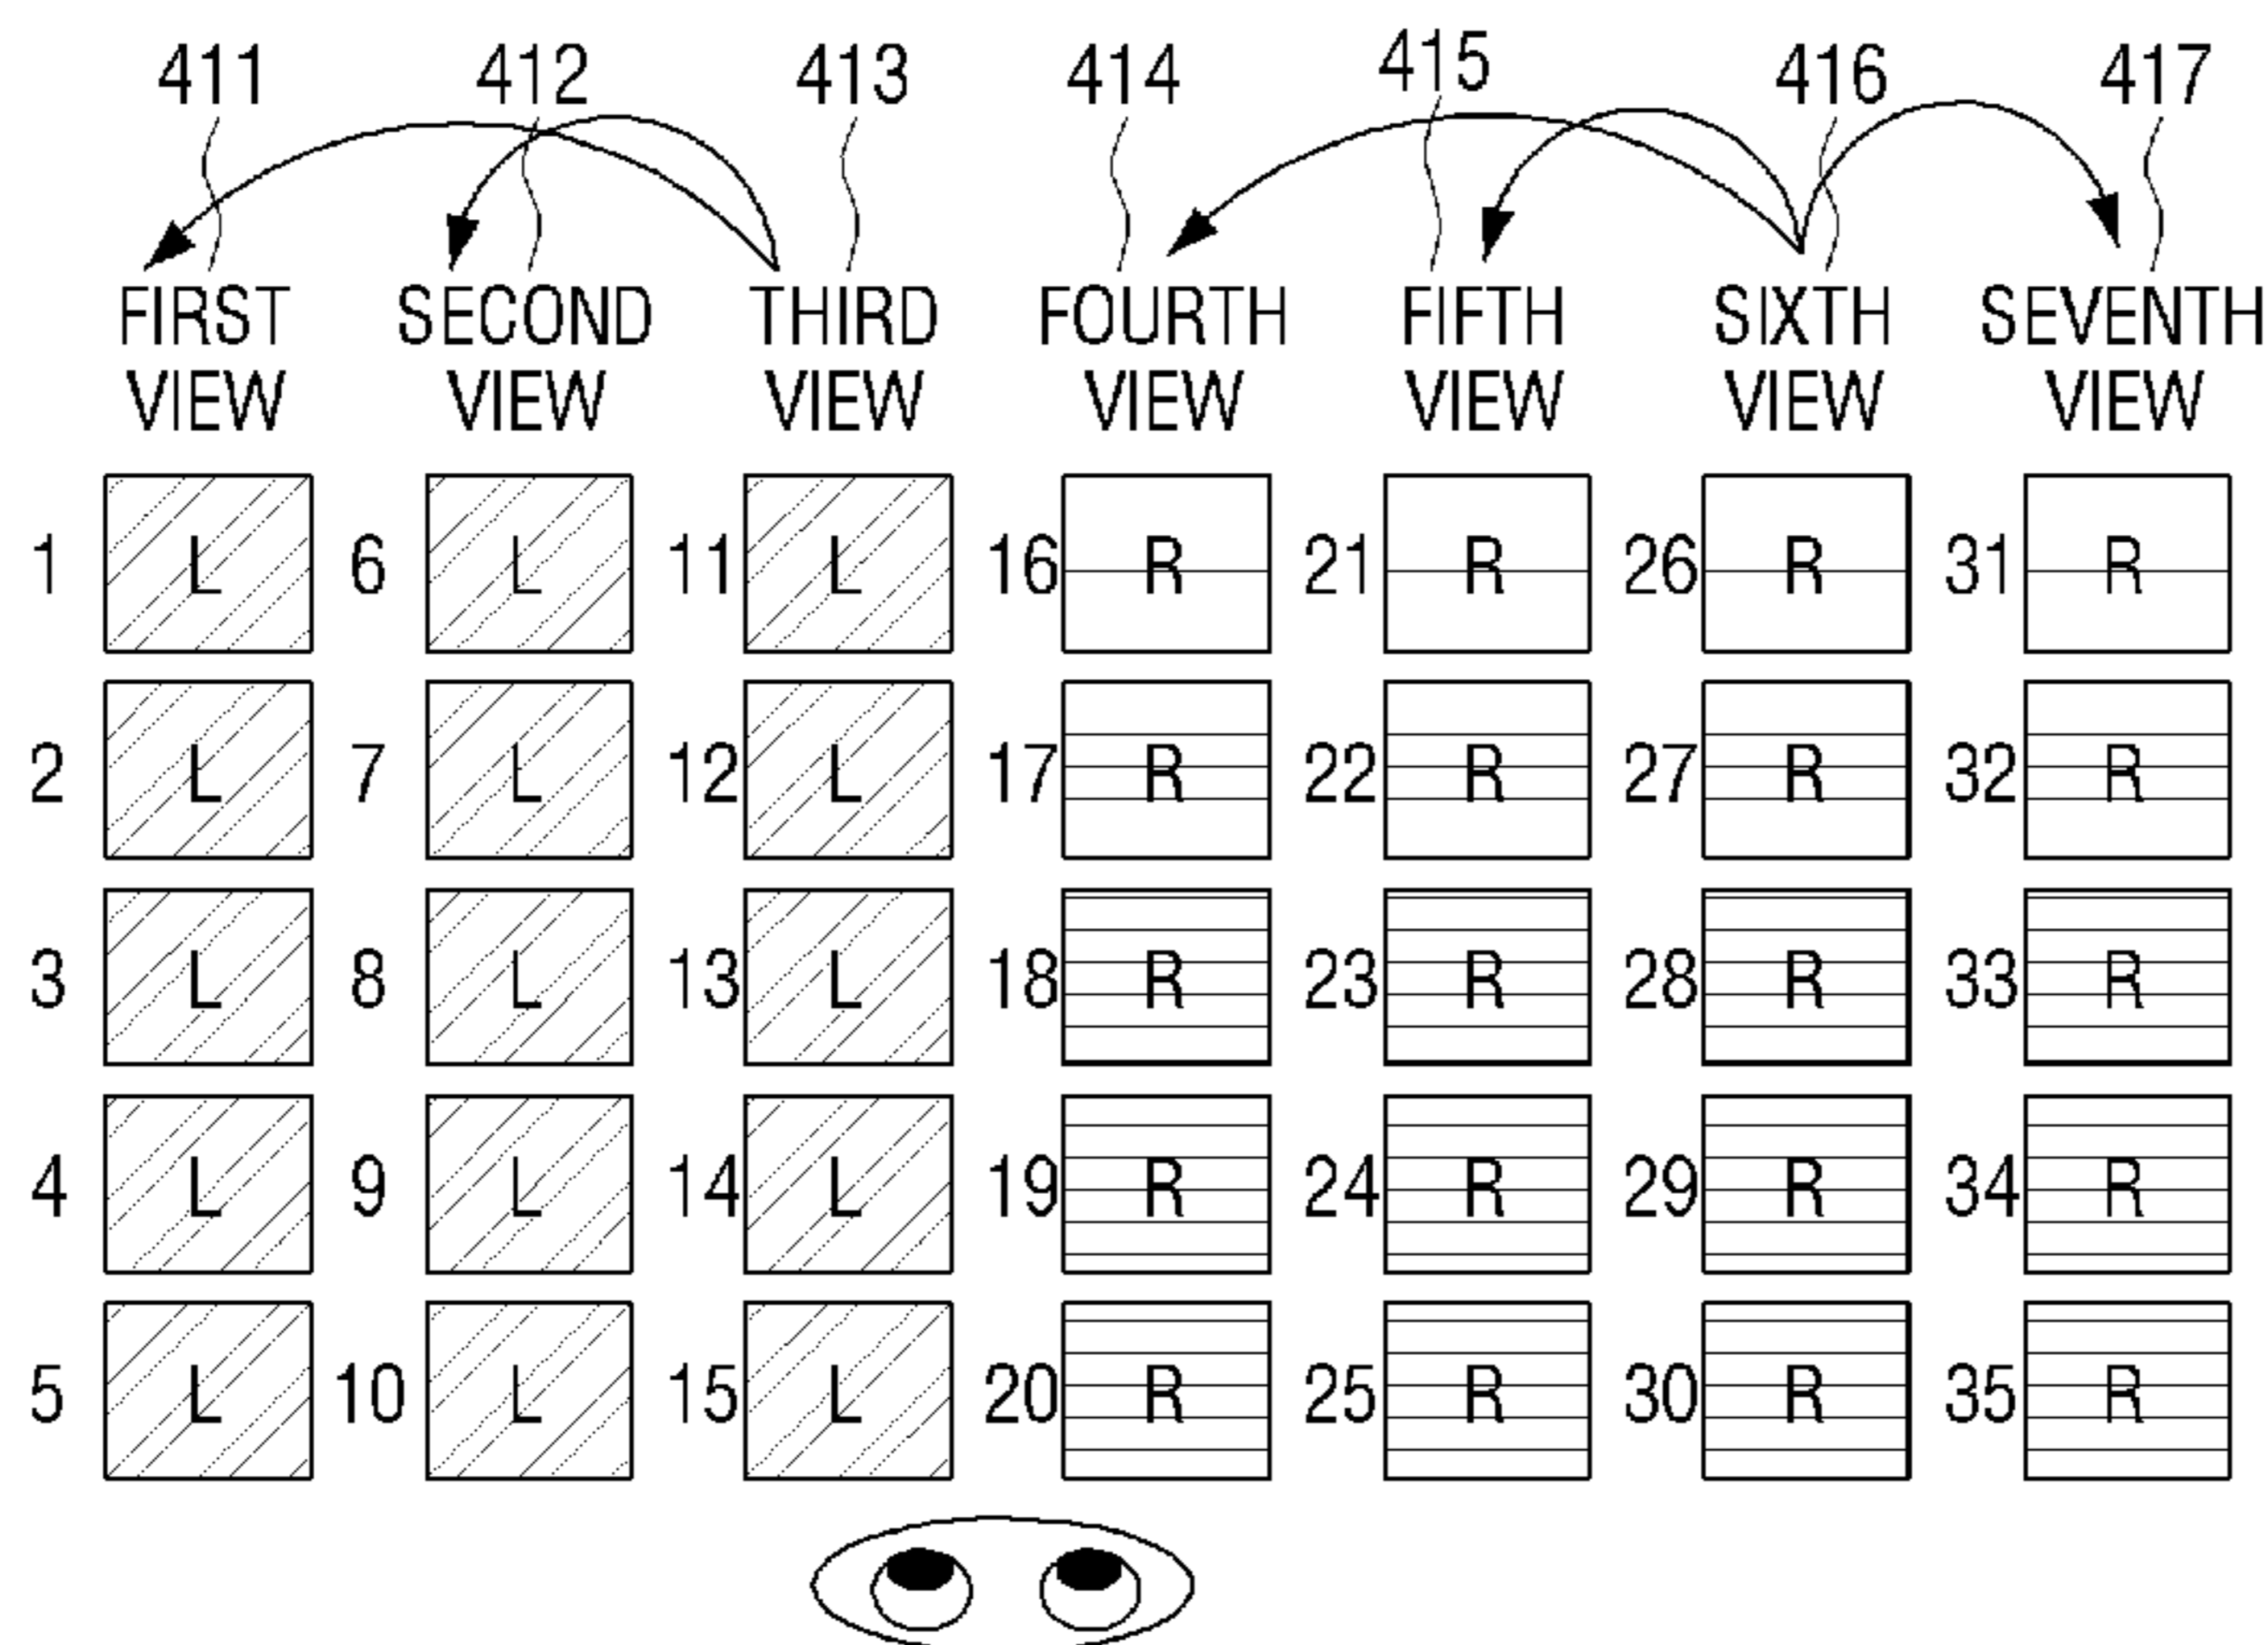 411 412 413 414 415 416 417
FIRST SECOND THIRD FOURTH FIFTH SIXTH SEVENTH
VIEW VIEW VIEW VIEW VIEW VIEW VIEW
1 L 6 L 11 L 16 R 21 R 26 R 31 R
2 L 7 L 12 L 17 R 22 R 27 R 32 R
3 L 8 L 13 L 18 R 23 R 28 R 33 R
4 L 9 L 14 L 19 R 24 R 29 R 34 R
5 L 10 L 15 L 20 R 25 R 30 R 35 R